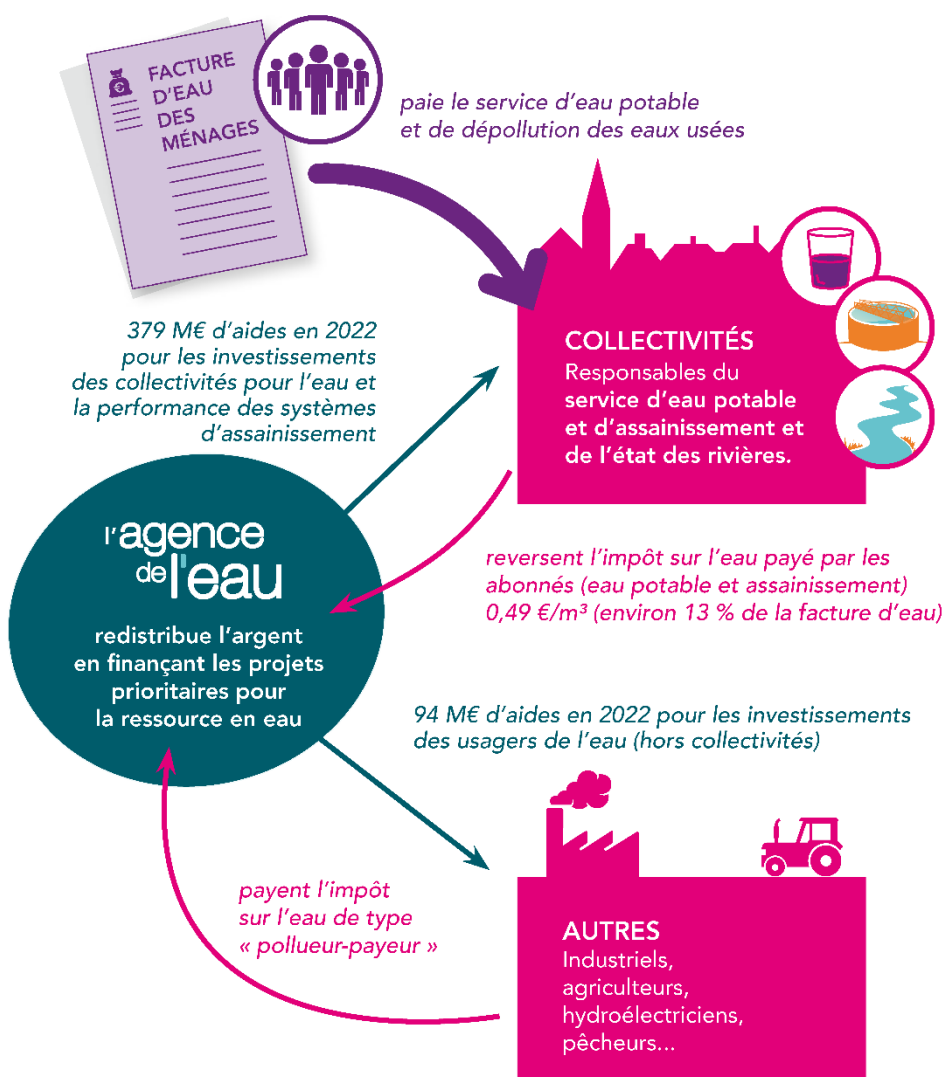 FACTURE
D'EAU
DES
MÉNAGES
paie le service d'eau potable
et de dépollution des eaux usées
379 M€ d'aides en 2022
pour les investissements
des collectivités pour l'eau et
la performance des systèmes
d'assainissement
COLLECTIVITÉS
Responsables du
service d'eau potable
et d'assainissement et
de l'état des rivières.
l'agence
de l'eau
redistribue l'argent
en finançant les projets
prioritaires pour
la ressource en eau
reversent l'impôt sur l'eau payé par les
abonnés (eau potable et assainissement)
0,49 €/m³ (environ 13 % de la facture d'eau)
94 M€ d'aides en 2022 pour les investissements
des usagers de l'eau (hors collectivités)
payent l'impôt
sur l'eau de type
« pollueur-payeur »
AUTRES
Industriels,
agriculteurs,
hydroélectriciens,
pêcheurs...